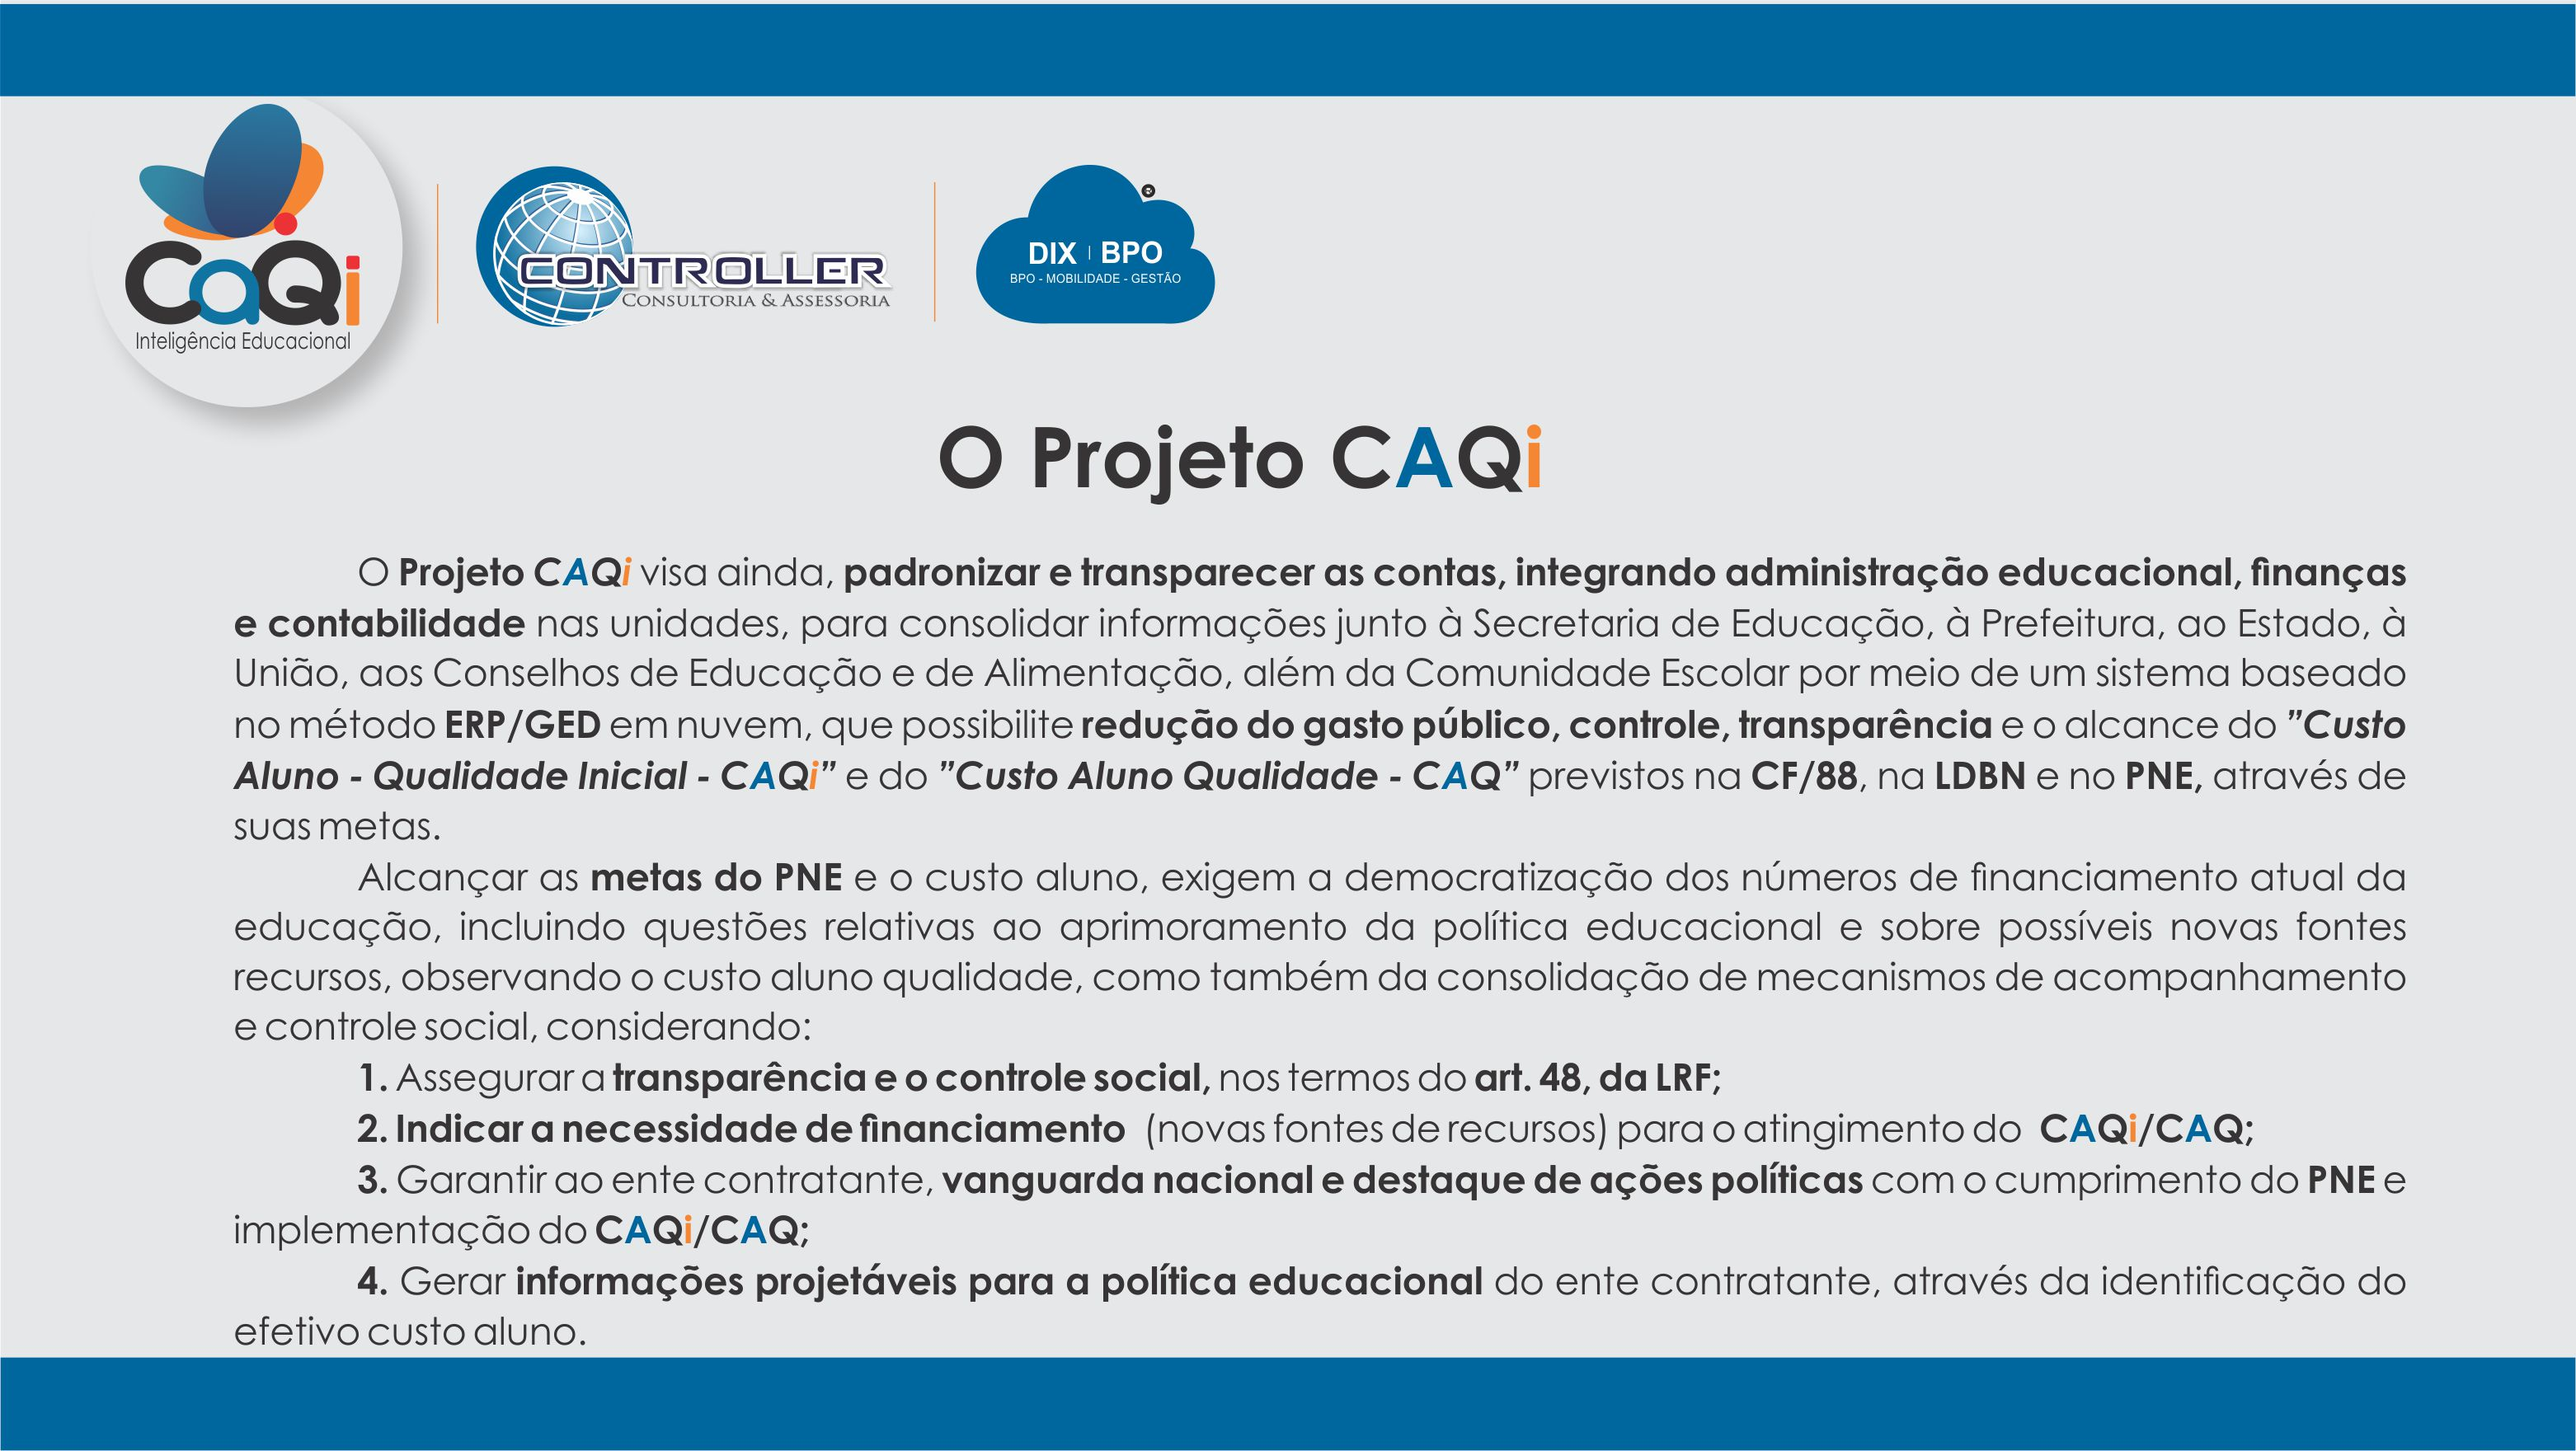 CaQi
Inteligência Educacional
CONTROLLER
CONSULTORIA & ASSESSORIA
DIX | BPO
BPO - MOBILIDADE - GESTÃO
O Projeto CAQi
O Projeto CAQi visa ainda, padronizar e transparecer as contas, integrando administração educacional, finanças
e contabilidade nas unidades, para consolidar informações junto à Secretaria de Educação, à Prefeitura, ao Estado, à
União, aos Conselhos de Educação e de Alimentação, além da Comunidade Escolar por meio de um sistema baseado
no método ERP/GED em nuvem, que possibilite redução do gasto público, controle, transparência e o alcance do ”Custo
Aluno - Qualidade Inicial - CAQi” e do ”Custo Aluno Qualidade - CAQ” previstos na CF/88, na LDBN e no PNE, através de
suas metas.
Alcançar as metas do PNE e o custo aluno, exigem a democratização dos números de financiamento atual da
educação, incluindo questões relativas ao aprimoramento da política educacional e sobre possíveis novas fontes
recursos, observando o custo aluno qualidade, como também da consolidação de mecanismos de acompanhamento
e controle social, considerando:
1. Assegurar a transparência e o controle social, nos termos do art. 48, da LRF;
2. Indicar a necessidade de financiamento (novas fontes de recursos) para o atingimento do CAQi/CAQ;
3. Garantir ao ente contratante, vanguarda nacional e destaque de ações políticas com o cumprimento do PNE e
implementação do CAQi/CAQ;
4. Gerar informações projetáveis para a política educacional do ente contratante, através da identificação do
efetivo custo aluno.